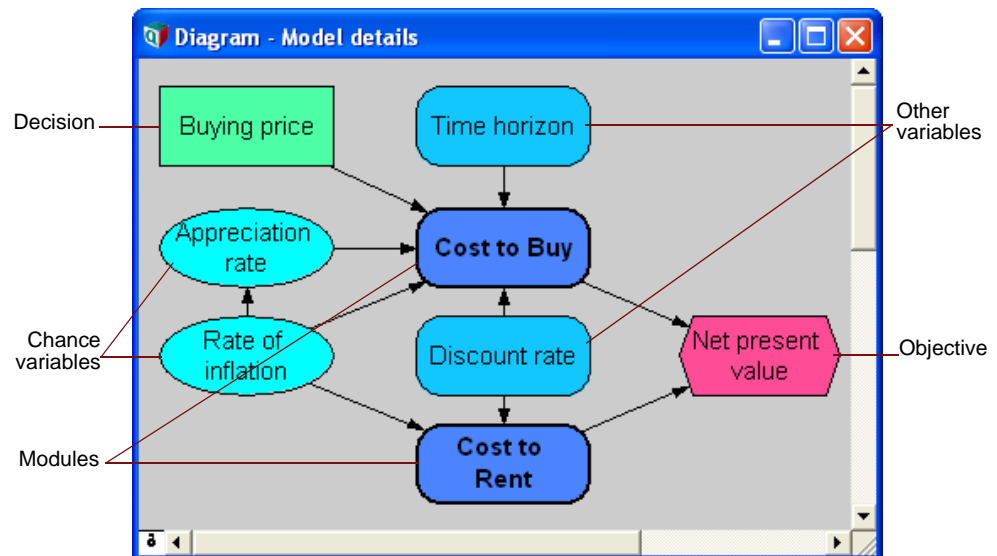 Diagram - Model details
Decision
Buying price
Time horizon
Other
variables
Appreciation
rate
Cost to Buy
Chance
variables
Rate of
inflation
Discount rate
Net present
value
Objective
Modules
Cost to
Rent